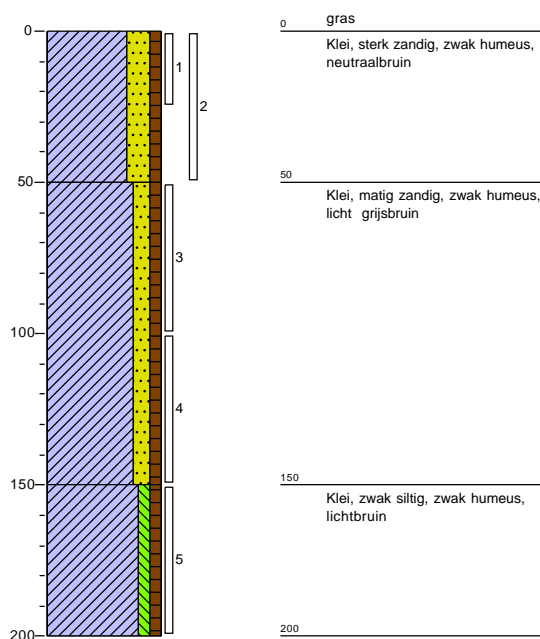 0
50
100
150
200
1
2
3
4
5
0
gras
Klei, sterk zandig, zwak humeus,
neutraalbruin
50
Klei, matig zandig, zwak humeus,
licht grijsbruin
150
Klei, zwak siltig, zwak humeus,
lichtbruin
200